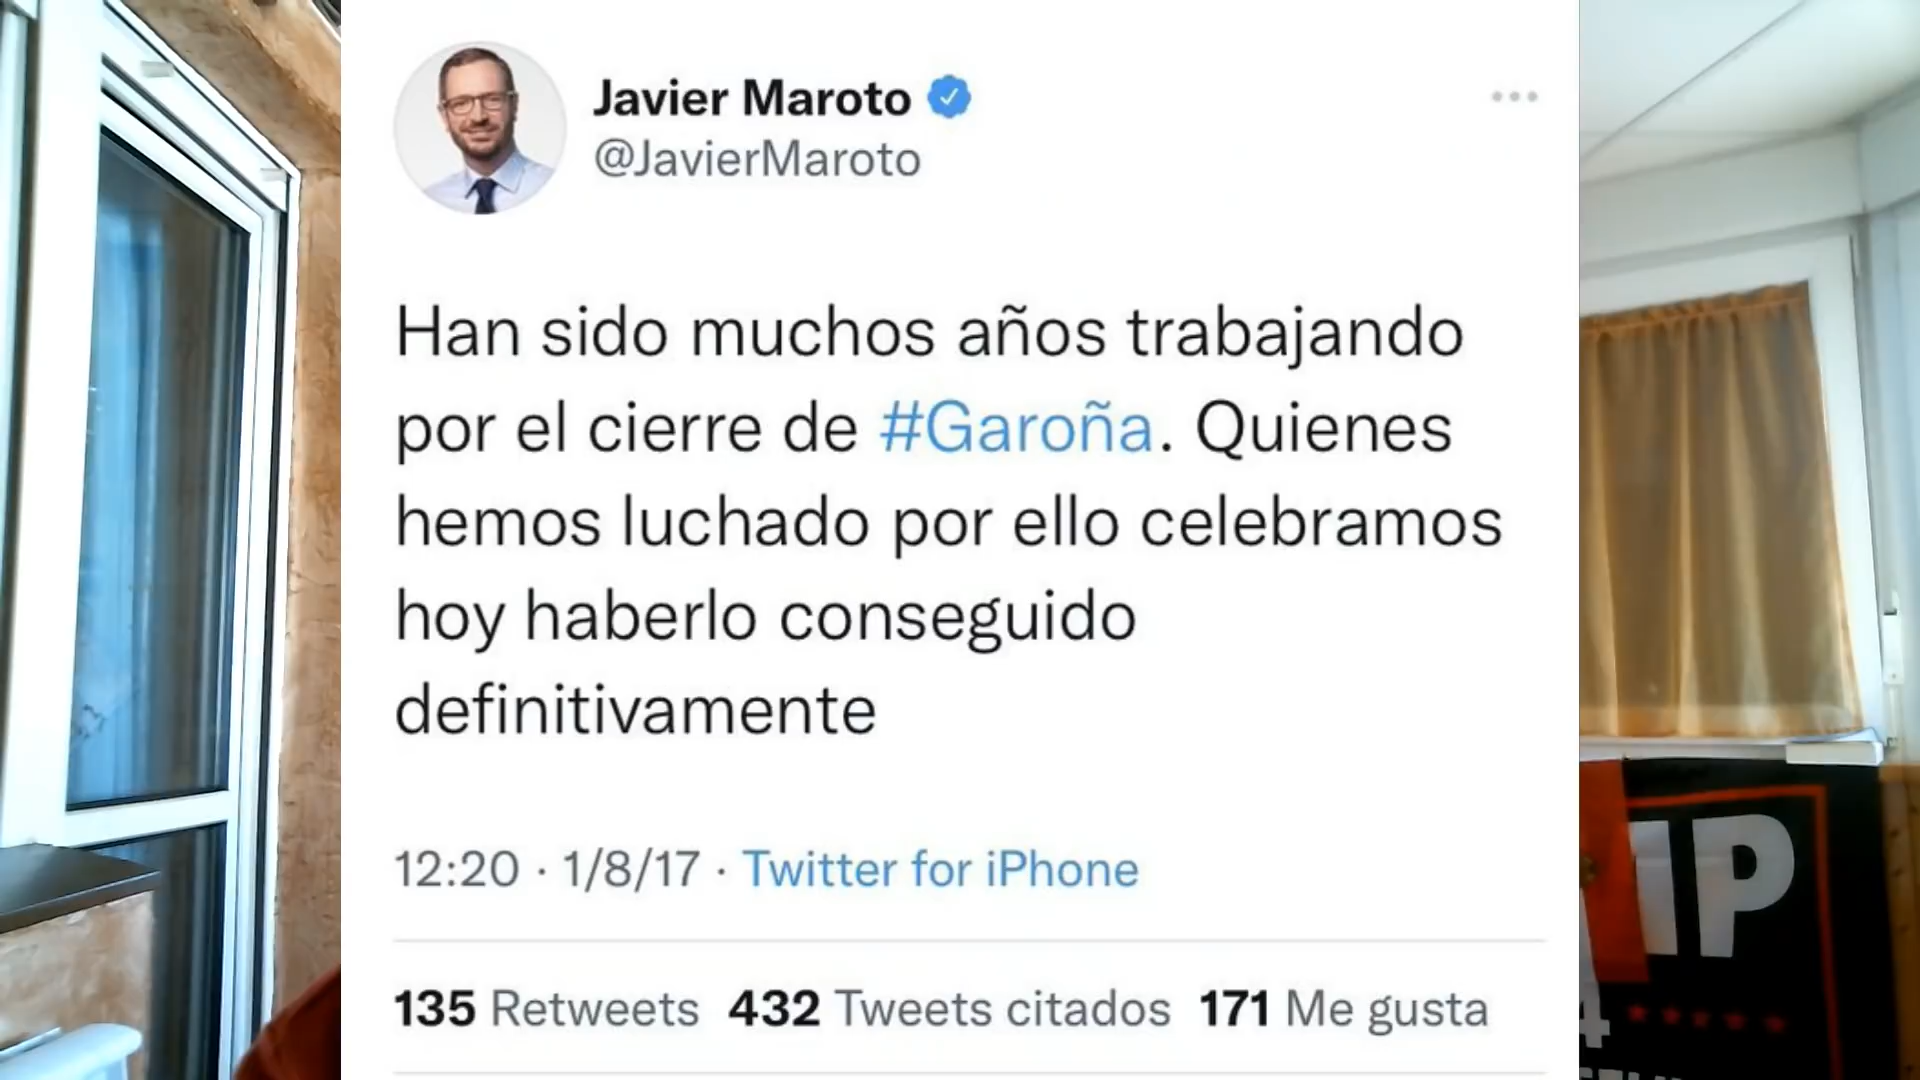 Javier Maroto
@JavierMaroto
Han sido muchos años trabajando
por el cierre de #Garoña. Quienes
hemos luchado por ello celebramos
hoy haberlo conseguido
definitivamente
12:20 · 1/8/17 · Twitter for iPhone
135 Retweets 432 Tweets citados 171 Me gusta